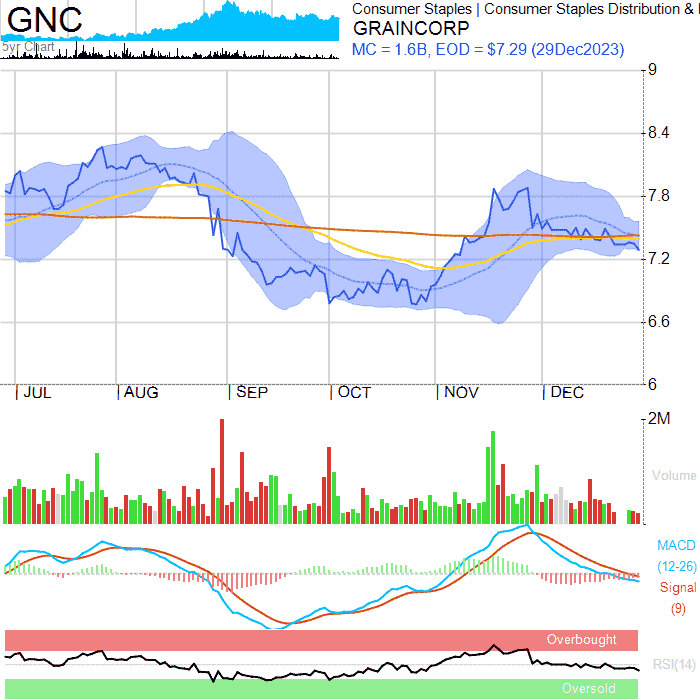 GNC
5yr Chart
Consumer Staples | Consumer Staples Distribution &
GRAINCORP
MC = 1.6B, EOD = $7.29 (29Dec2023)
9
8.4
7.8
7.2
6.6
6
JUL AUG SEP OCT NOV DEC
2M
Volume
MACD
(12-26)
Signal
(9)
Overbought
RSI(14)
Oversold